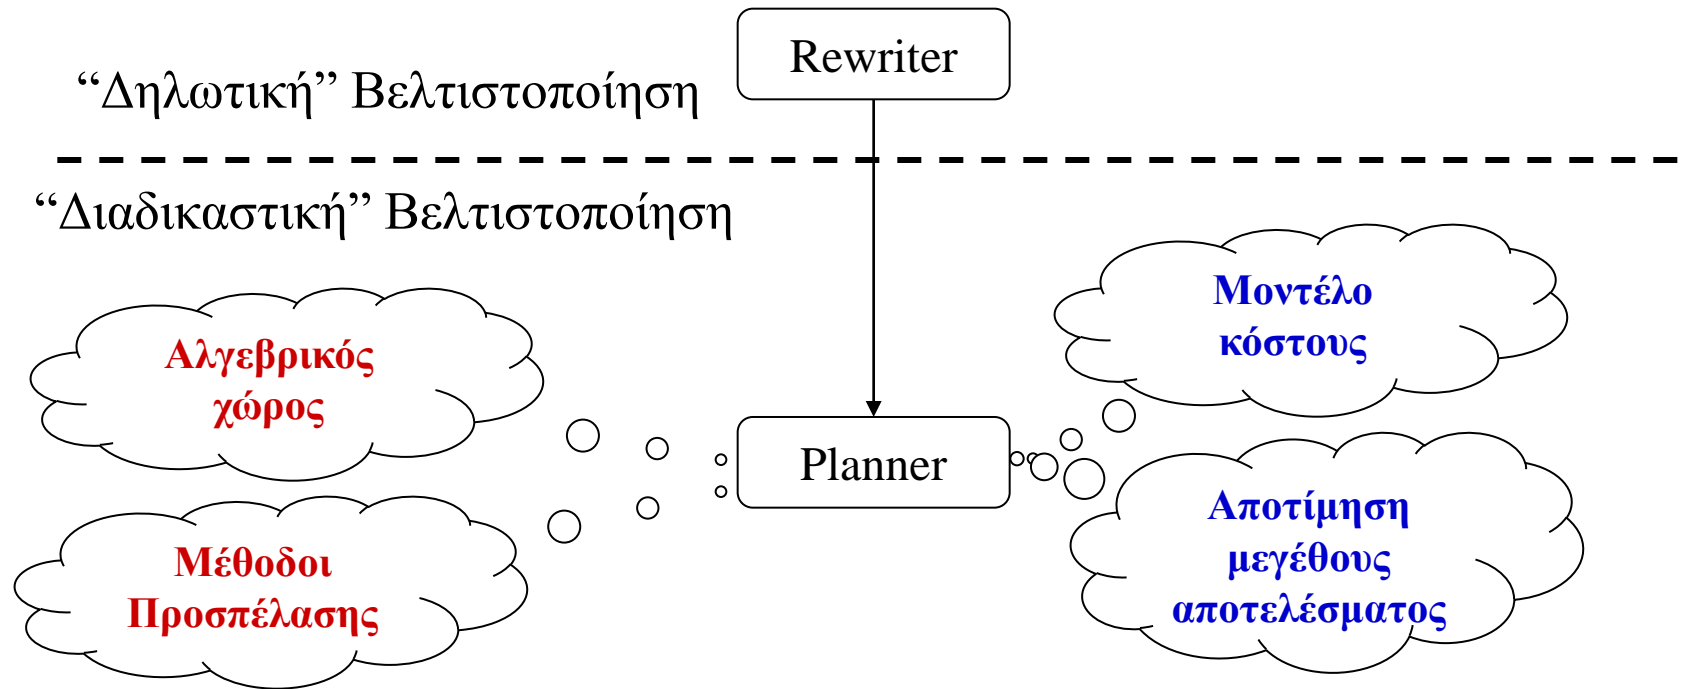 Rewriter
“Δηλωτική” Βελτιστοποίηση
“Διαδικαστική” Βελτιστοποίηση
Μοντέλο
κόστους
Αλγεβρικός
χώρος
Planner
Αποτίμηση
μεγέθους
αποτελέσματος
Μέθοδοι
Προσπέλασης